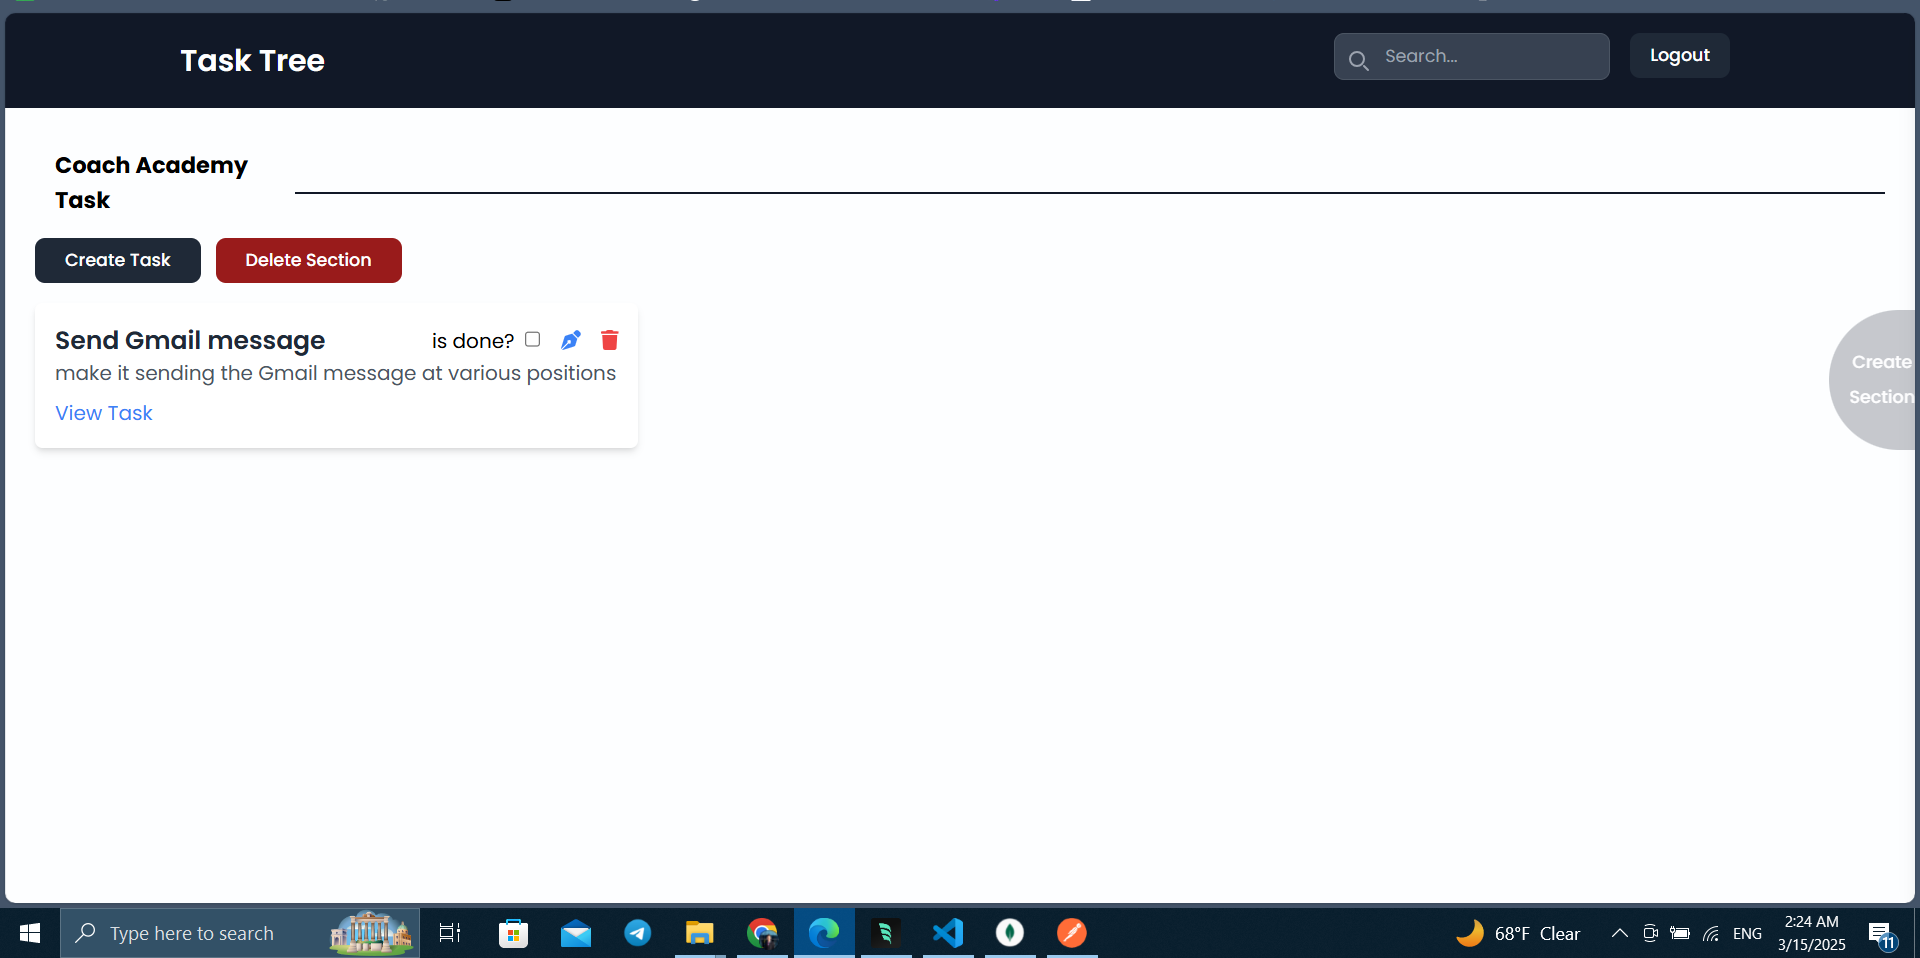 Task Tree
Search...
Logout
Coach Academy
Task
Create Task
Delete Section
Send Gmail message
is done?
make it sending the Gmail message at various positions
View Task
Create
Section
Type here to search
68°F Clear
ENG
2:24 AM
3/15/2025
11